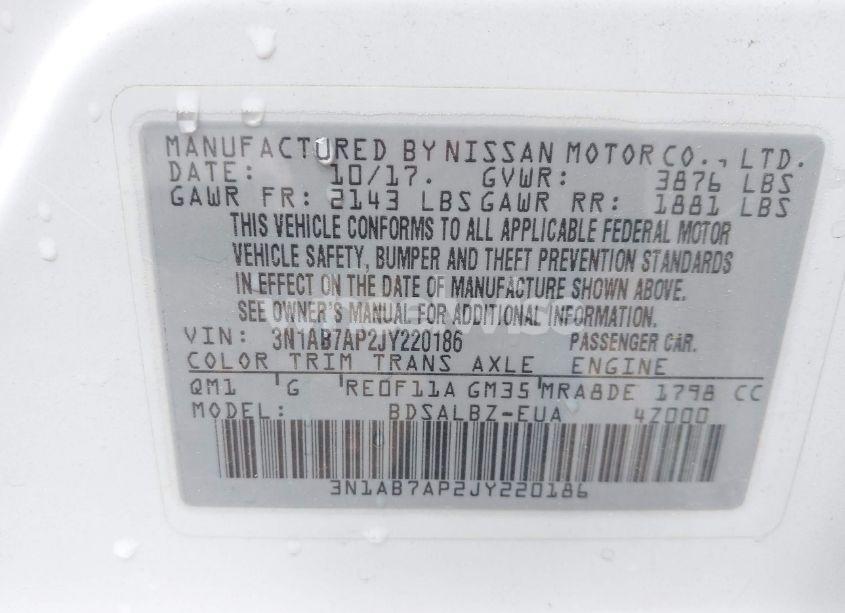 MANUFACTURED BY NISSAN MOTOR CO., LTD.
DATE: 10/17. GVWR: 3876 LBS
GAWR FR: 2143 LBS GAWR RR: 1881 LBS
THIS VEHICLE CONFORMS TO ALL APPLICABLE FEDERAL MOTOR
VEHICLE SAFETY, BUMPER AND THEFT PREVENTION STANDARDS
IN EFFECT ON THE DATE OF MANUFACTURE SHOWN ABOVE.
SEE OWNER'S MANUAL FOR ADDITIONAL INFORMATION.
VIN: 3N1AB7AP2JY220186 PASSENGER CAR.
COLOR TRIM TRANS AXLE ENGINE
QM1 G RE0F11A GM35 MRA8DE 1798 CC
MODEL: BDSALBZ-EUA 4Z000
3N1AB7AP2JY220186